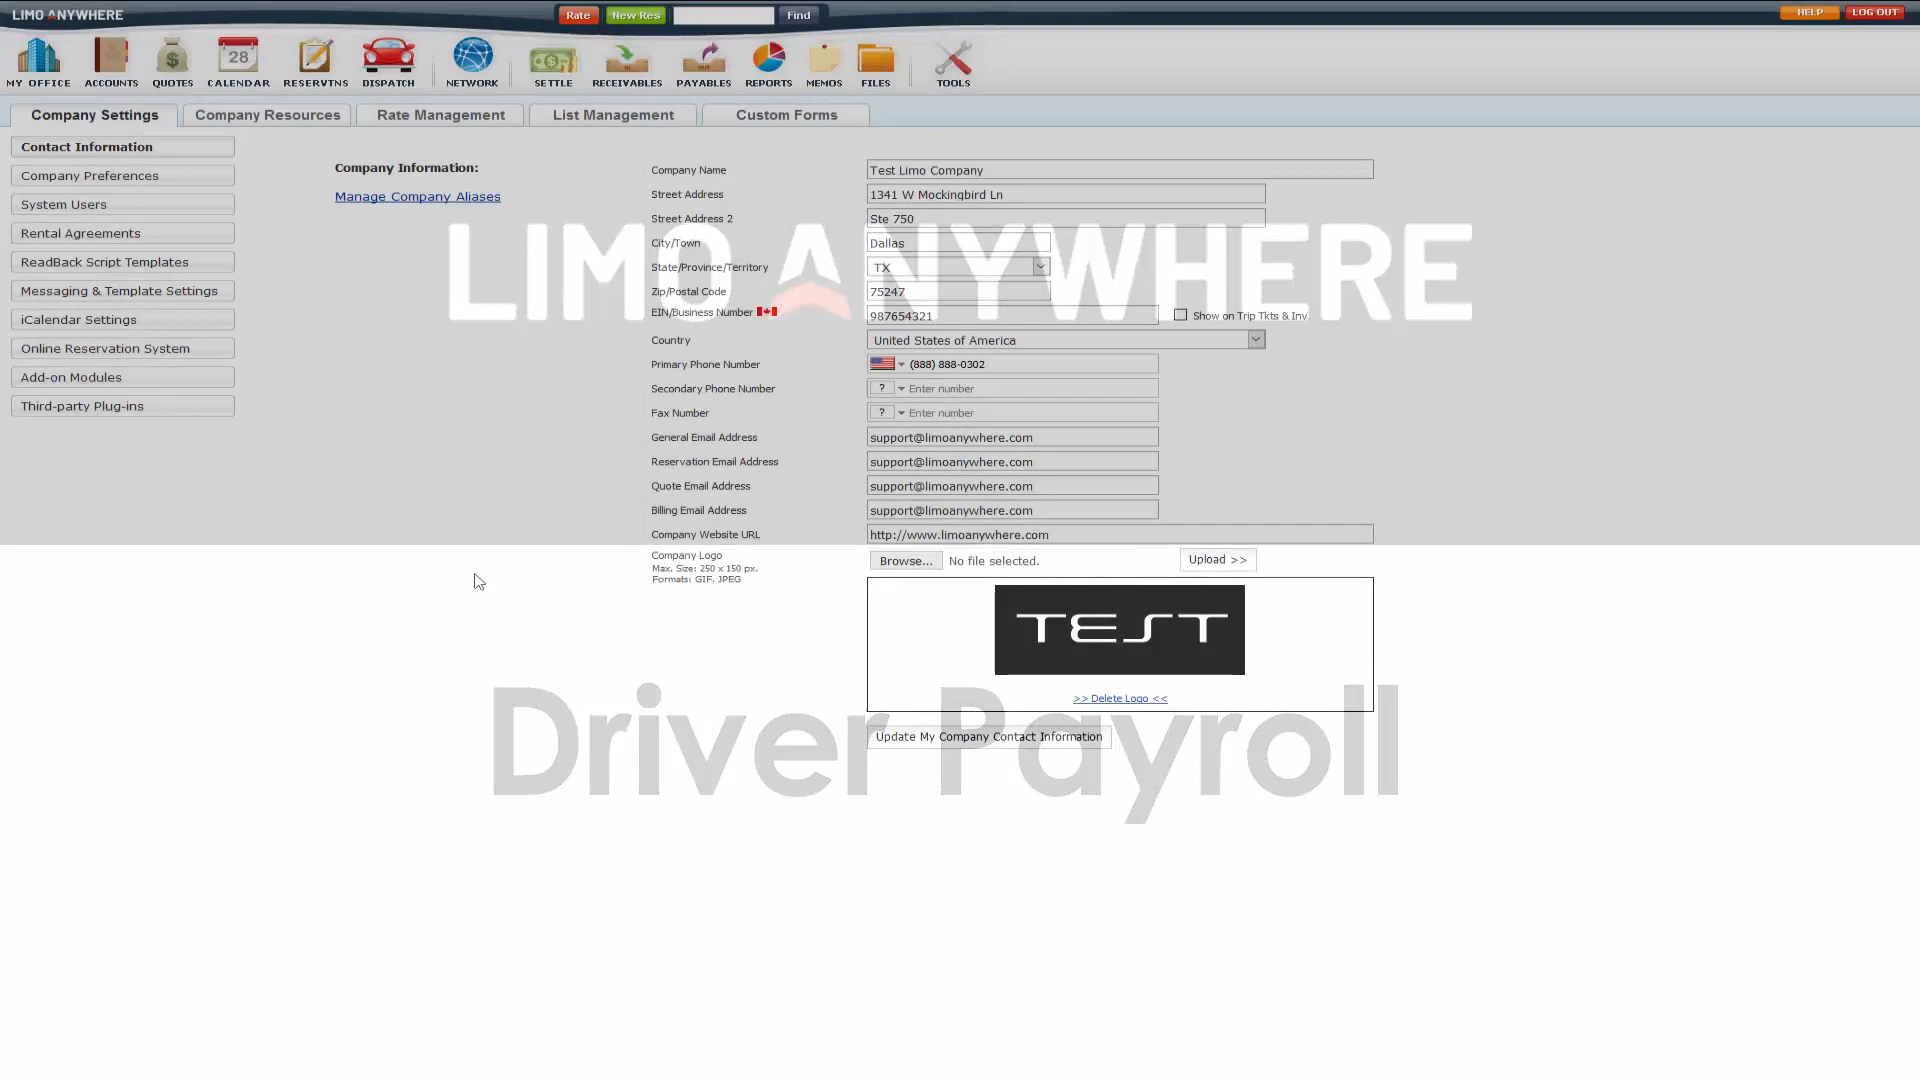 LIMO ANYWHERE
Rate
New Res
Find
HELP
LOG OUT
28
MY OFFICE
ACCOUNTS
QUOTES
CALENDAR
RESERVTNS
DISPATCH
NETWORK
SETTLE
RECEIVABLES
PAYABLES
REPORTS
MEMOS
FILES
TOOLS
Company Settings
Company Resources
Rate Management
List Management
Custom Forms
Contact Information
Company Preferences
System Users
Rental Agreements
ReadBack Script Templates
Messaging & Template Settings
iCalendar Settings
Online Reservation System
Add-on Modules
Third-party Plug-ins
Company Information:
Manage Company Aliases
Company Name Test Limo Company
Street Address 1341 W Mockingbird Ln
Street Address 2 Ste 750
City/Town Dallas
State/Province/Territory TX
Zip/Postal Code 75247
EIN/Business Number 987654321 Show on Trip Tkts & Inv
Country United States of America
Primary Phone Number (888) 888-0302
Secondary Phone Number ? Enter number
Fax Number ? Enter number
General Email Address support@limoanywhere.com
Reservation Email Address support@limoanywhere.com
Quote Email Address support@limoanywhere.com
Billing Email Address support@limoanywhere.com
Company Website URL http://www.limoanywhere.com
Company Logo
Max. Size: 250 x 150 px.
Formats: GIF, JPEG
Browse... No file selected. Upload >>
TEST
>> Delete Logo <<
Update My Company Contact Information
LIMO ANYWHERE
Driver Payroll